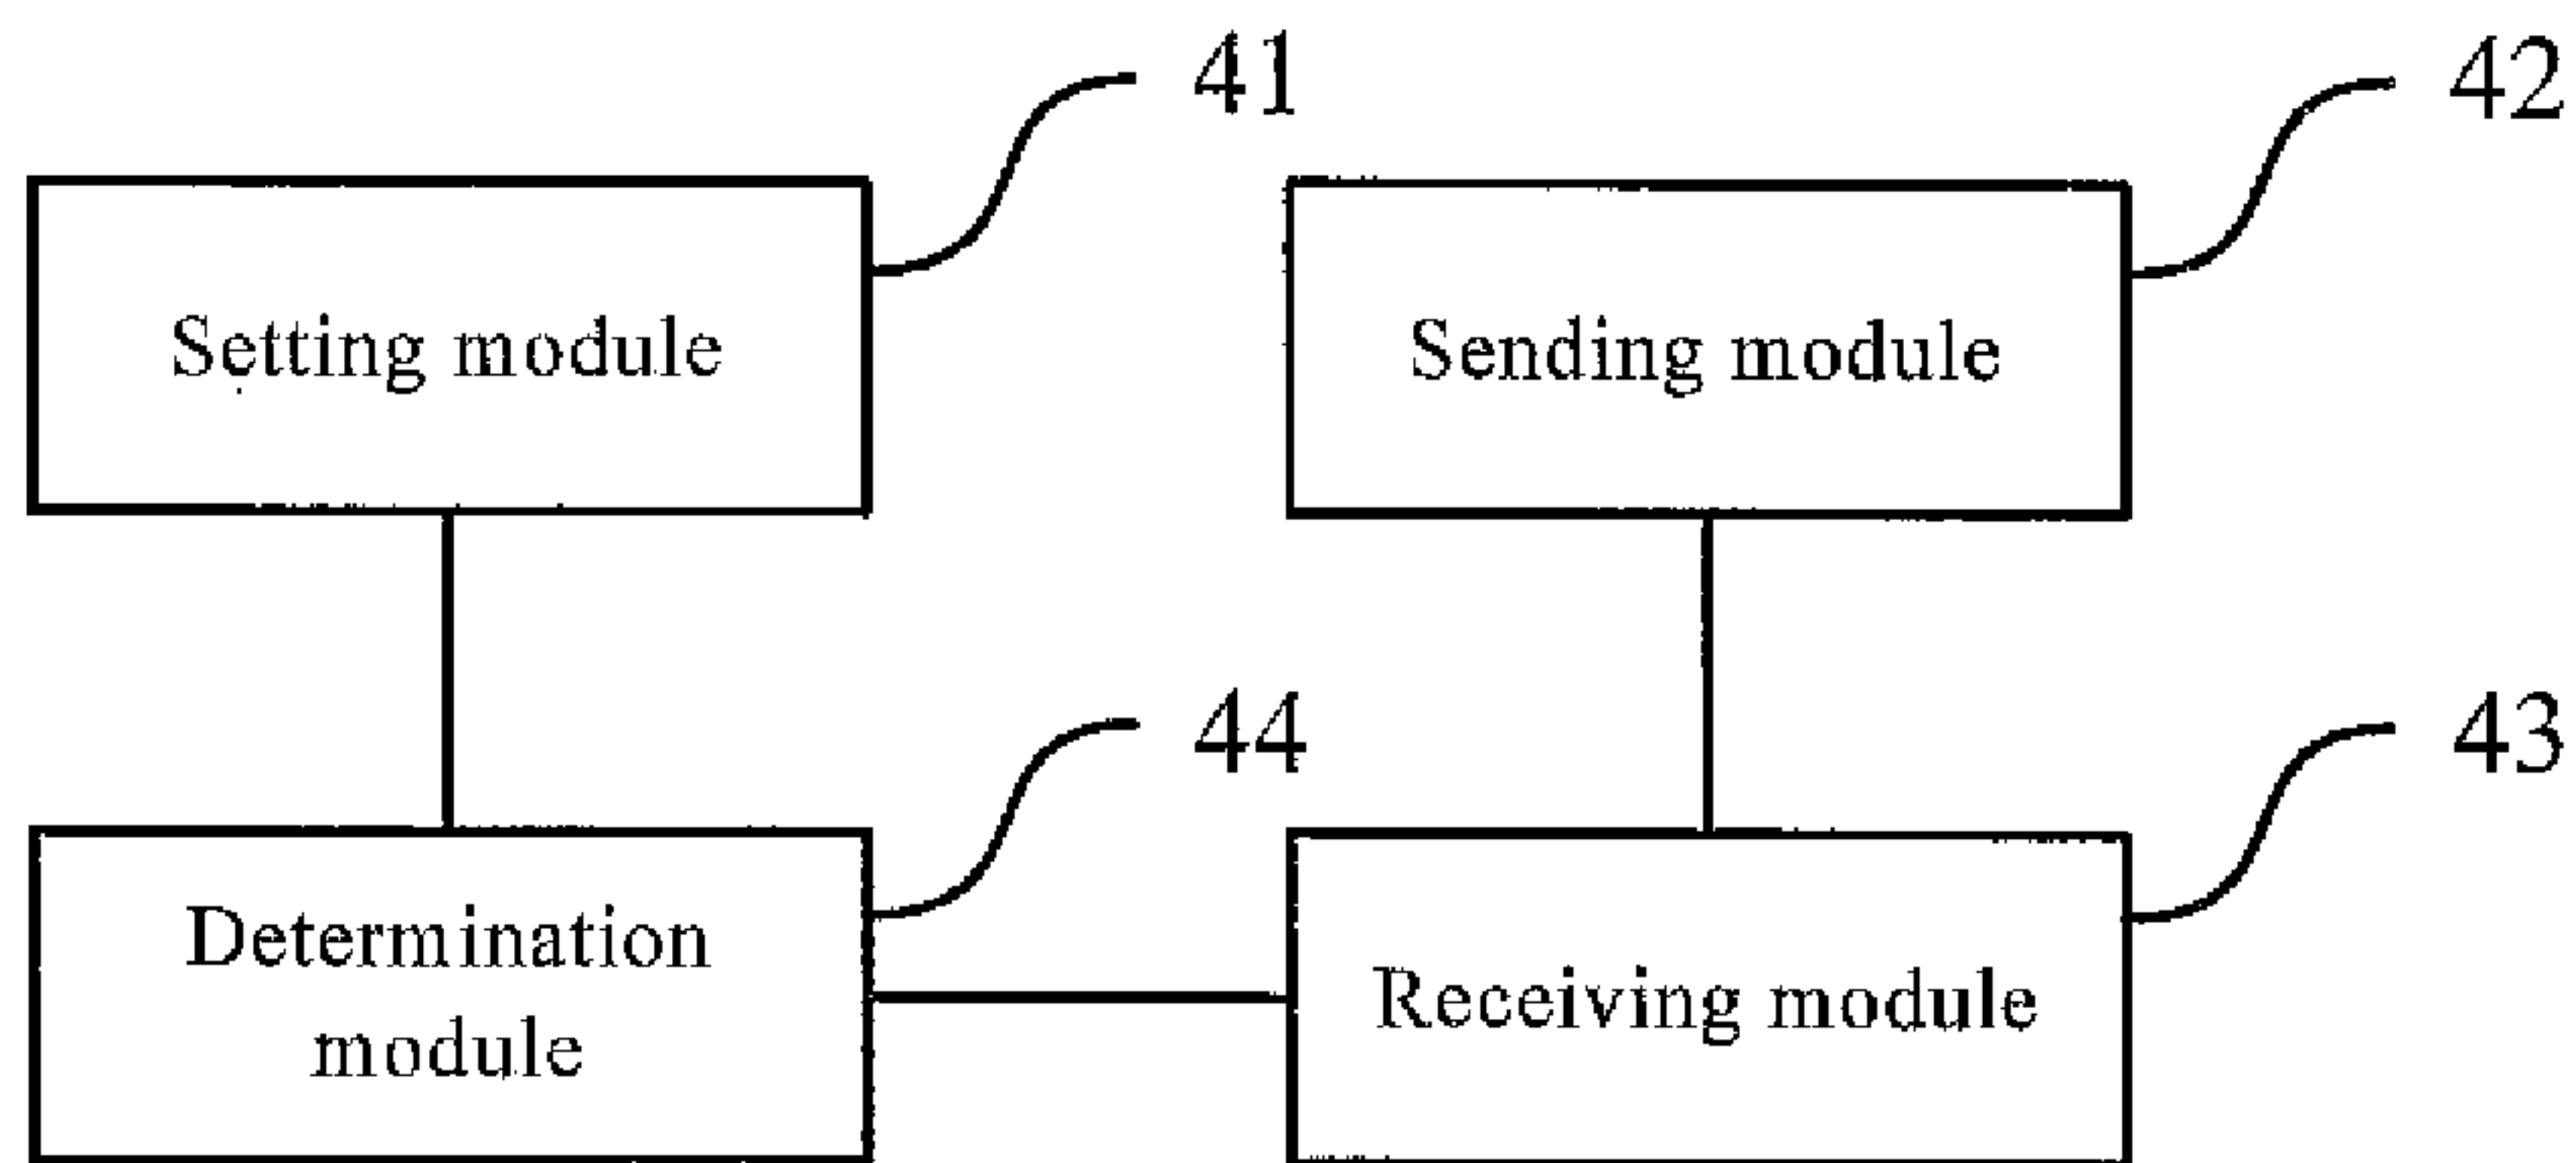 41
42
Setting module
Sending module
44
43
Determination
module
Receiving module